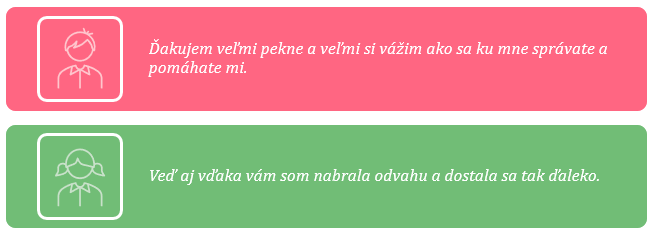 Ďakujem veľmi pekne a veľmi si vážim ako sa ku mne správate a
pomáhate mi.
Veď aj vďaka vám som nabrala odvahu a dostala sa tak ďaleko.